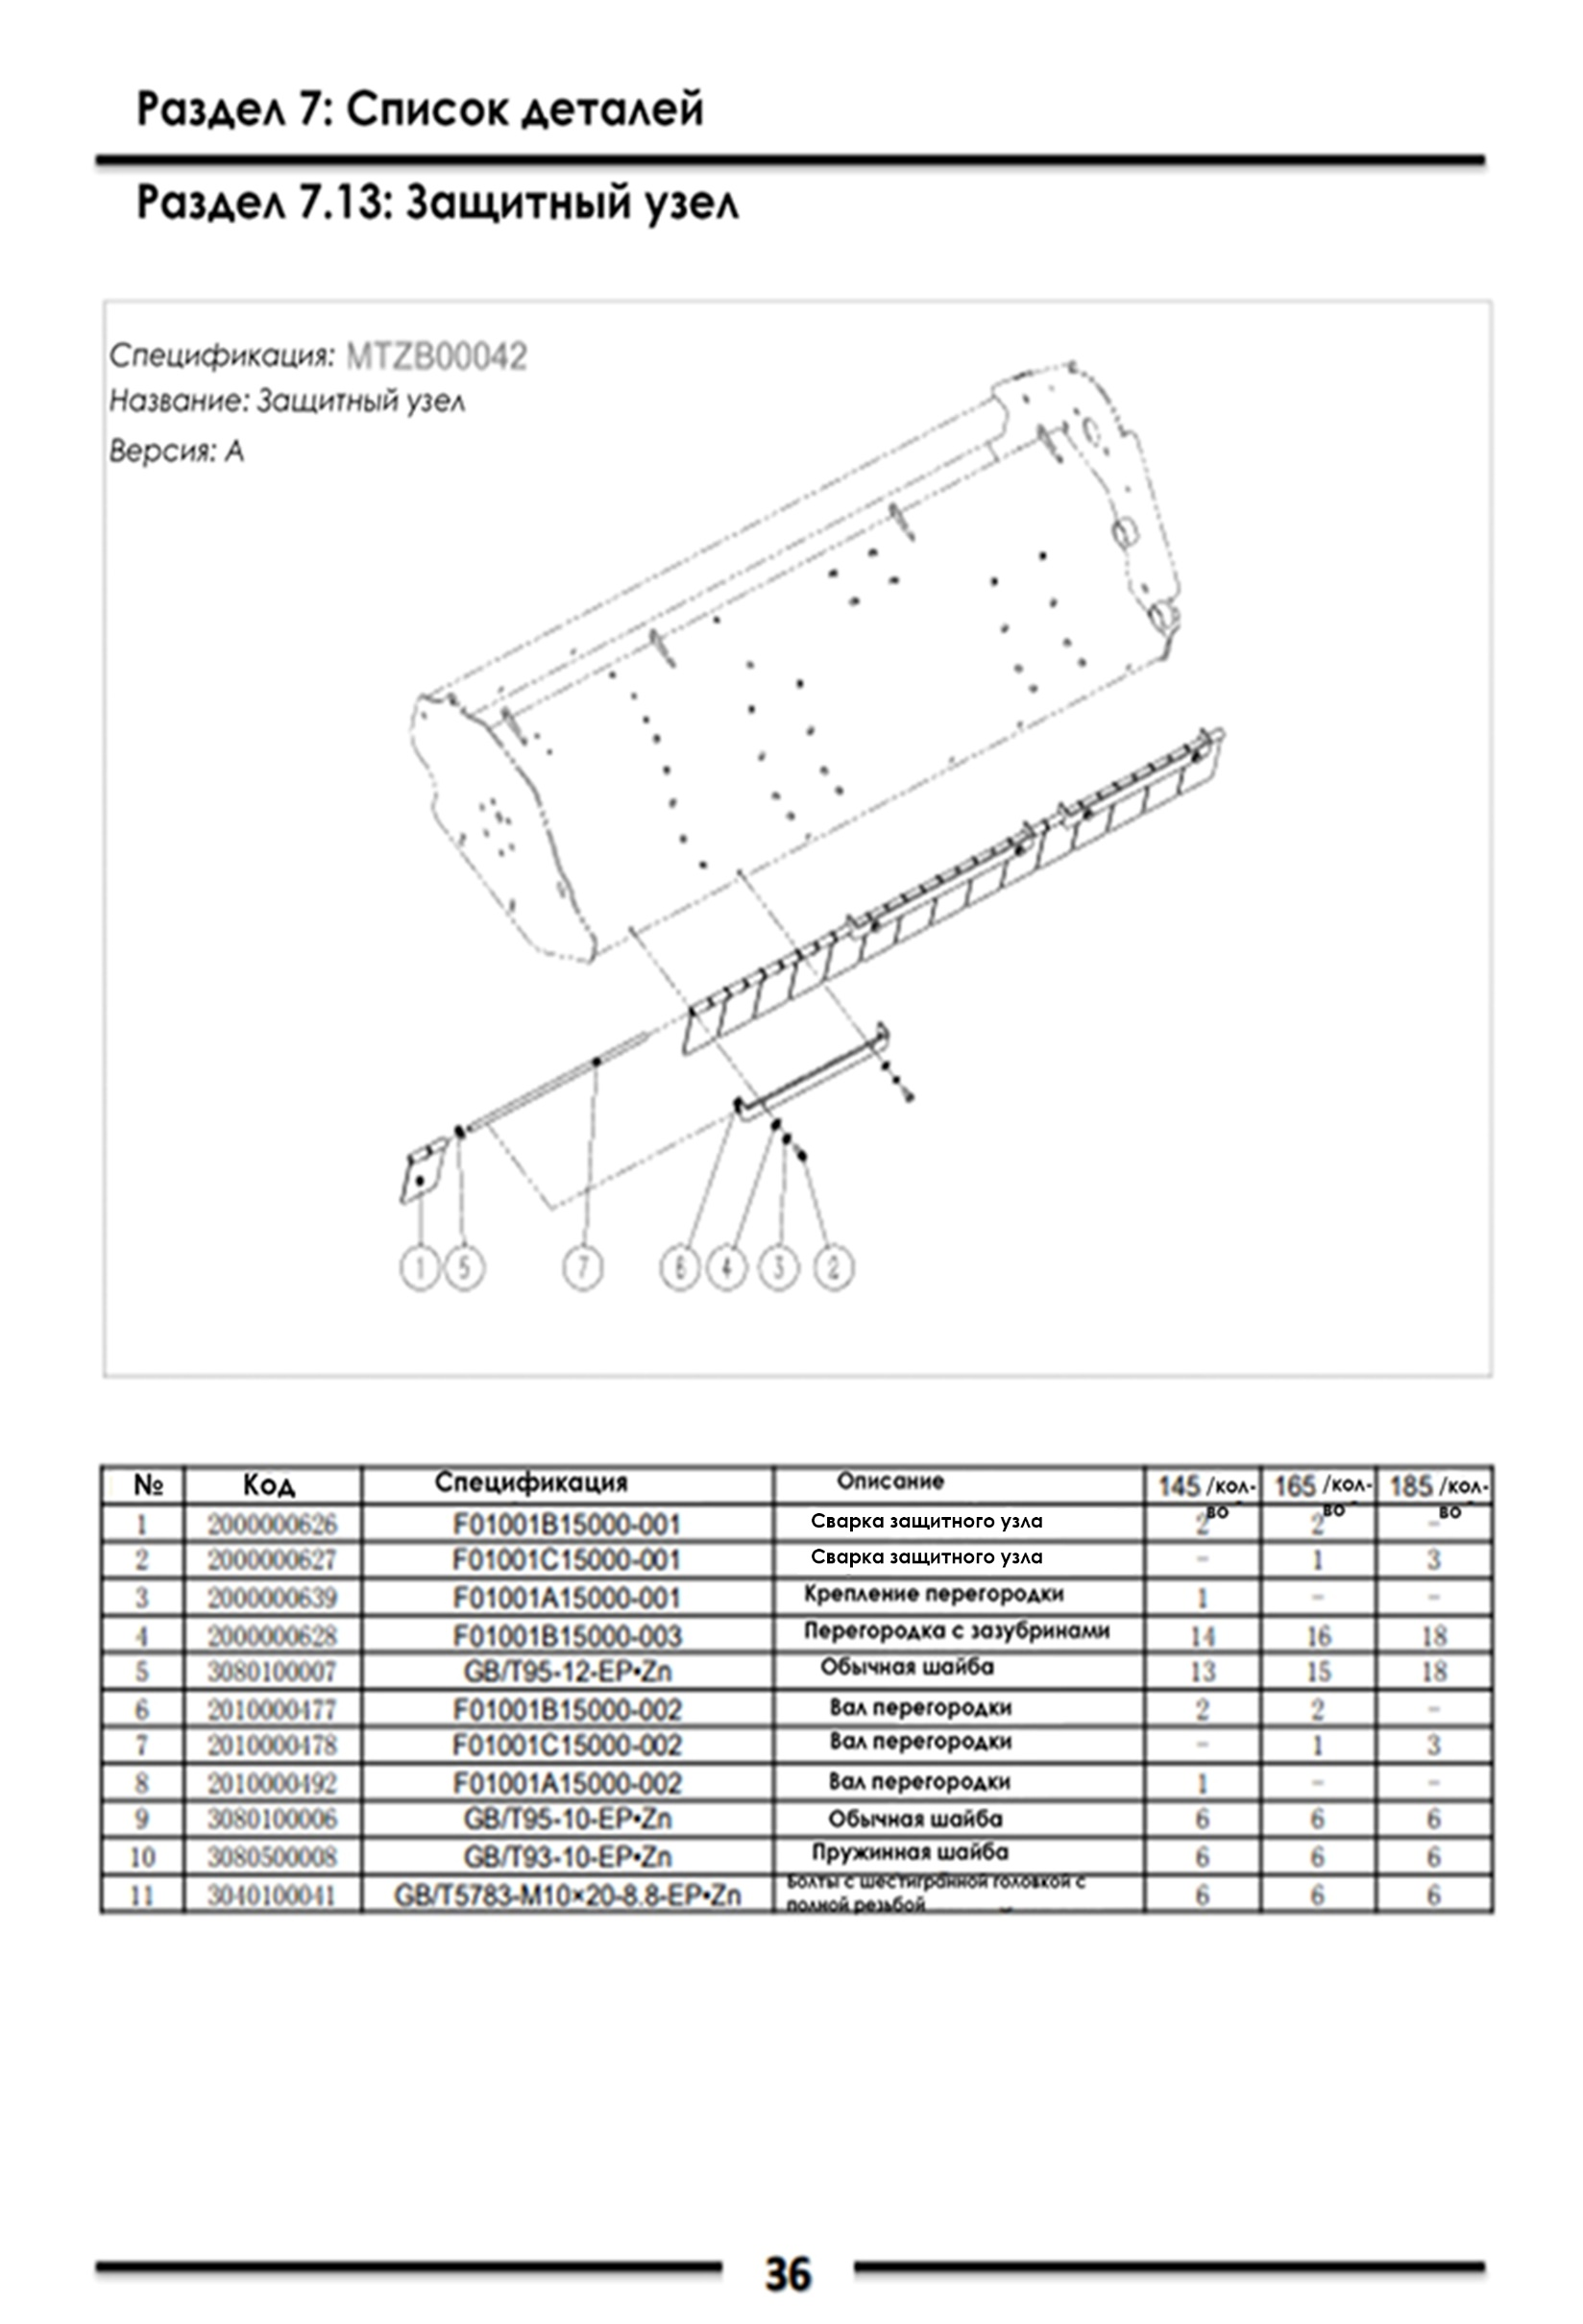 Раздел 7: Список деталей
Раздел 7.13: Защитный узел
Спецификация: MTZB00042
Название: Защитный узел
Версия: А
1 5 7 6 4 3 2
№ Код Спецификация Описание 145 /кол-во 165 /кол-во 185 /кол-во
1 2000000626 F01001B15000-001 Сварка защитного узла 2 2 -
2 2000000627 F01001C15000-001 Сварка защитного узла - 1 3
3 2000000639 F01001A15000-001 Крепление перегородки 1 - -
4 2000000628 F01001B15000-003 Перегородка с зазубринами 14 16 18
5 3080100007 GB/T95-12-EP•Zn Обычная шайба 13 15 18
6 2010000477 F01001B15000-002 Вал перегородки 2 2 -
7 2010000478 F01001C15000-002 Вал перегородки - 1 3
8 2010000492 F01001A15000-002 Вал перегородки 1 - -
9 3080100006 GB/T95-10-EP•Zn Обычная шайба 6 6 6
10 3080500008 GB/T93-10-EP•Zn Пружинная шайба 6 6 6
11 3040100041 GB/T5783-M10×20-8.8-EP•Zn Болты с шестигранной головкой с полной резьбой 6 6 6
36